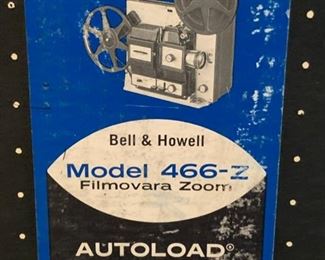 Bell & Howell
Model 466-Z
Filmovara Zoom
AUTOLOAD®